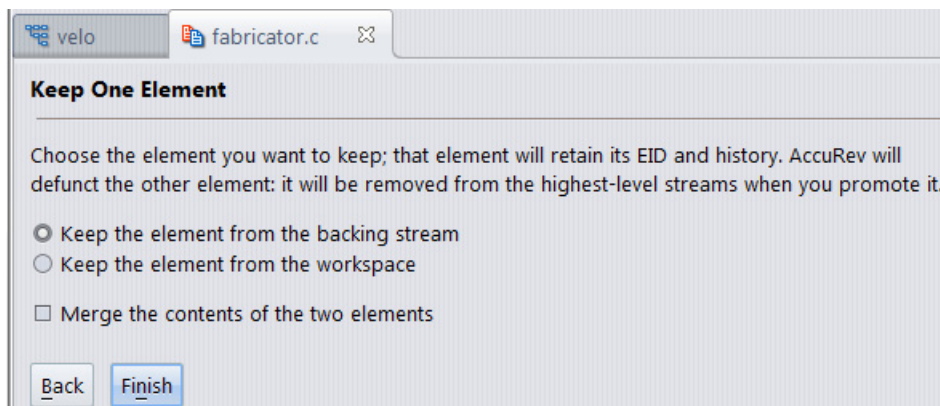 velo
fabricator.c
Keep One Element
Choose the element you want to keep; that element will retain its EID and history. AccuRev will
defunct the other element: it will be removed from the highest-level streams when you promote it.
Keep the element from the backing stream
Keep the element from the workspace
Merge the contents of the two elements
Back
Finish